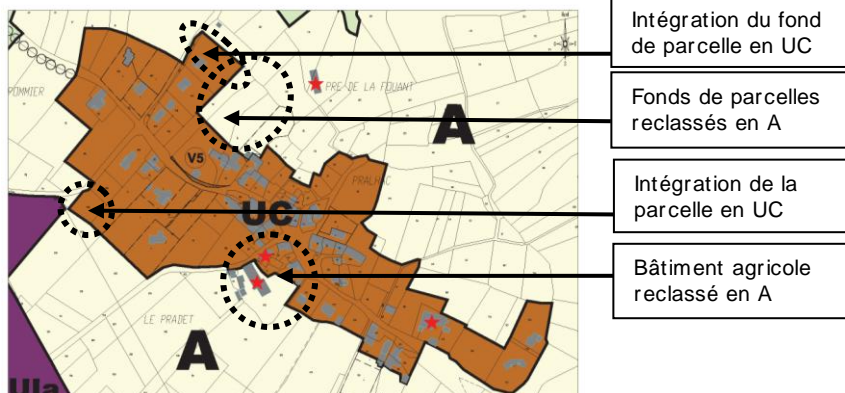 Intégration du fond
de parcelle en UC
Fonds de parcelles
reclassés en A
Intégration de la
parcelle en UC
Bâtiment agricole
reclassé en A
PRE DE LA FOUANT
A
V5
PRALHAC
UC
LE PRADET
A
UIa